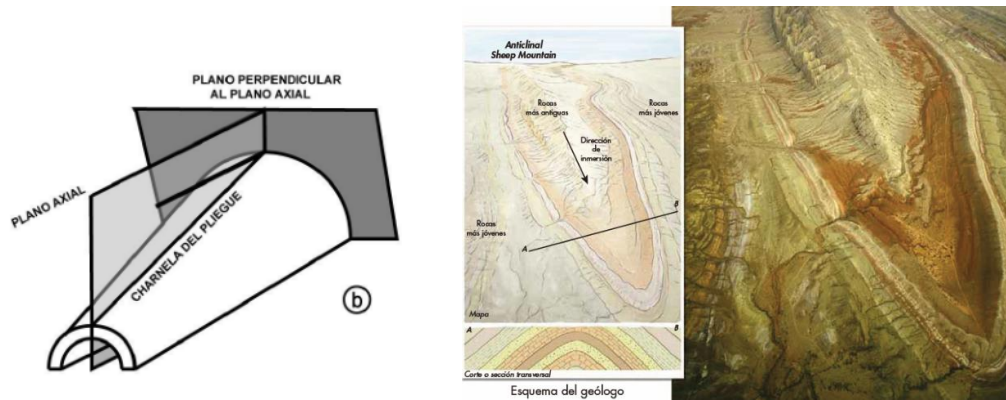 PLANO PERPENDICULAR
AL PLANO AXIAL
PLANO AXIAL
CHARNELA DEL PLIEGUE
b
Anticlinal
Sheep Mountain
Rocas
más antiguas
Rocas
más jóvenes
Dirección
de
inmersión
B
A
Rocas
más jóvenes
Mapa
A
B
Corte o sección transversal
Esquema del geólogo